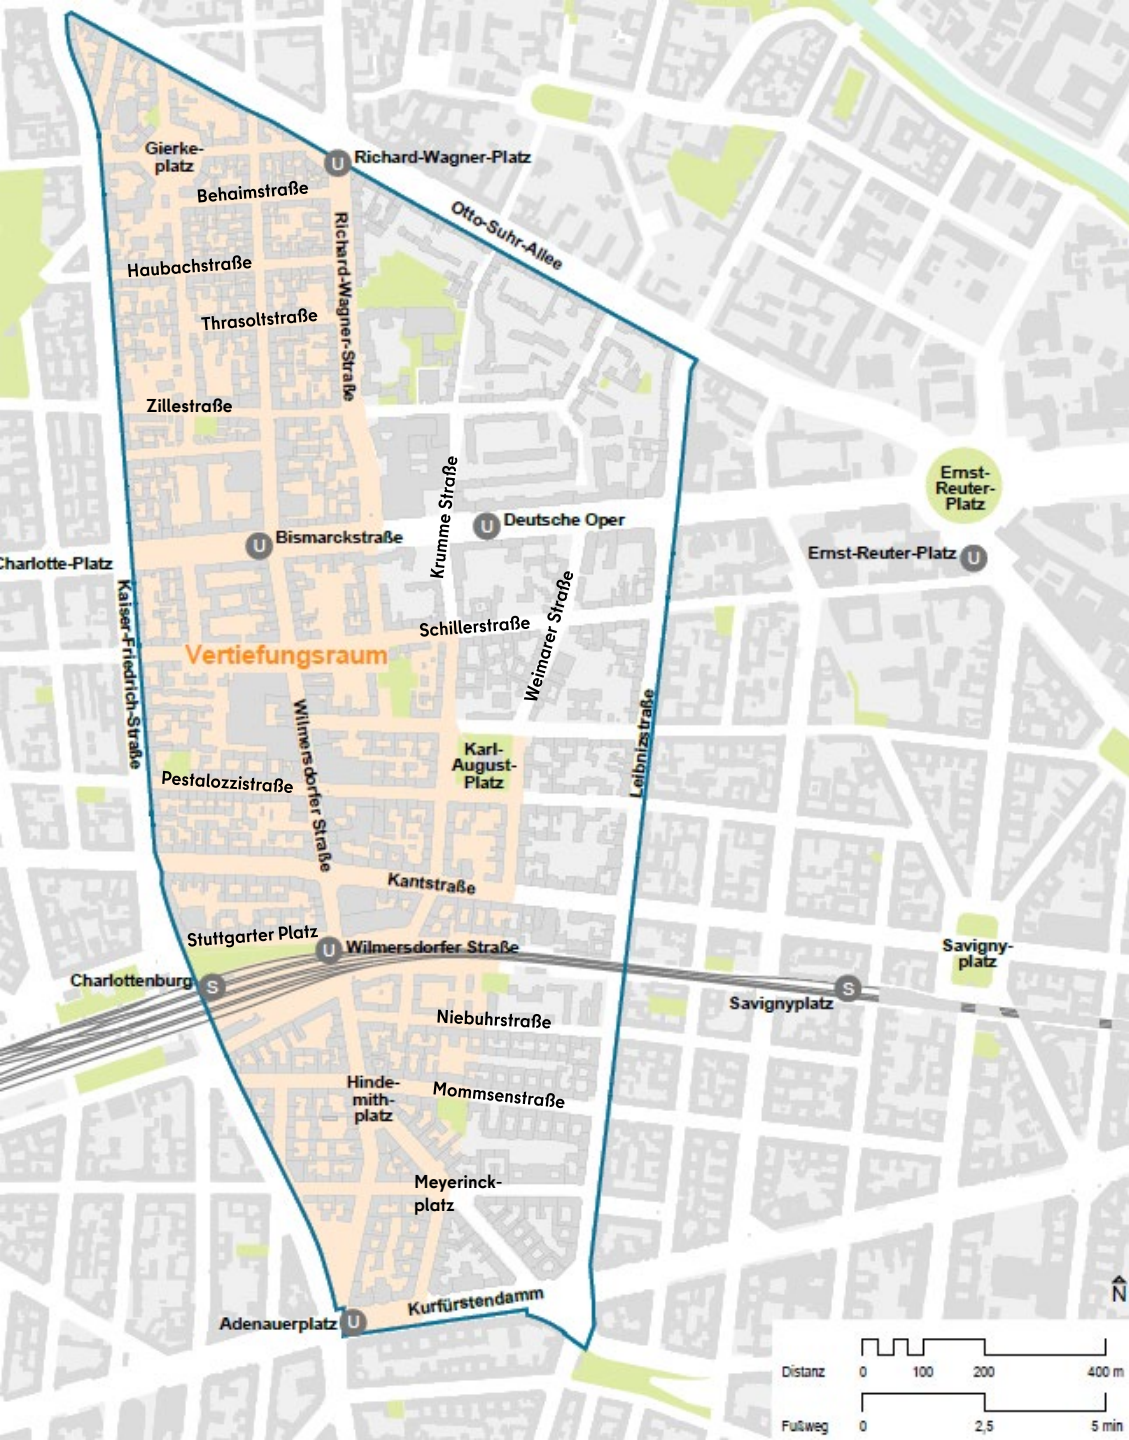 Gierke-
platz
U
Richard-Wagner-Platz
Behaimstraße
Otto-Suhr-Allee
Richard-Wagner-Straße
Haubachstraße
Thrasoltstraße
Zillestraße
Krumme Straße
Ernst-
Reuter-
Platz
U
Deutsche Oper
U
Bismarckstraße
Ernst-Reuter-Platz
U
Charlotte-Platz
Kaiser-Friedrich-Straße
Schillerstraße
Weimarer Straße
Vertiefungsraum
Wilmersdorfer Straße
Leibnizstraße
Karl-
August-
Platz
Pestalozzistraße
Kantstraße
Stuttgarter Platz
U
Wilmersdorfer Straße
Savigny-
platz
Charlottenburg
S
Savignyplatz
S
Niebuhrstraße
Hinde-
mith-
platz
Mommsenstraße
Meyerinck-
platz
Kurfürstendamm
Adenauerplatz
U
N
Distanz 0 100 200 400 m
Fußweg 0 2,5 5 min